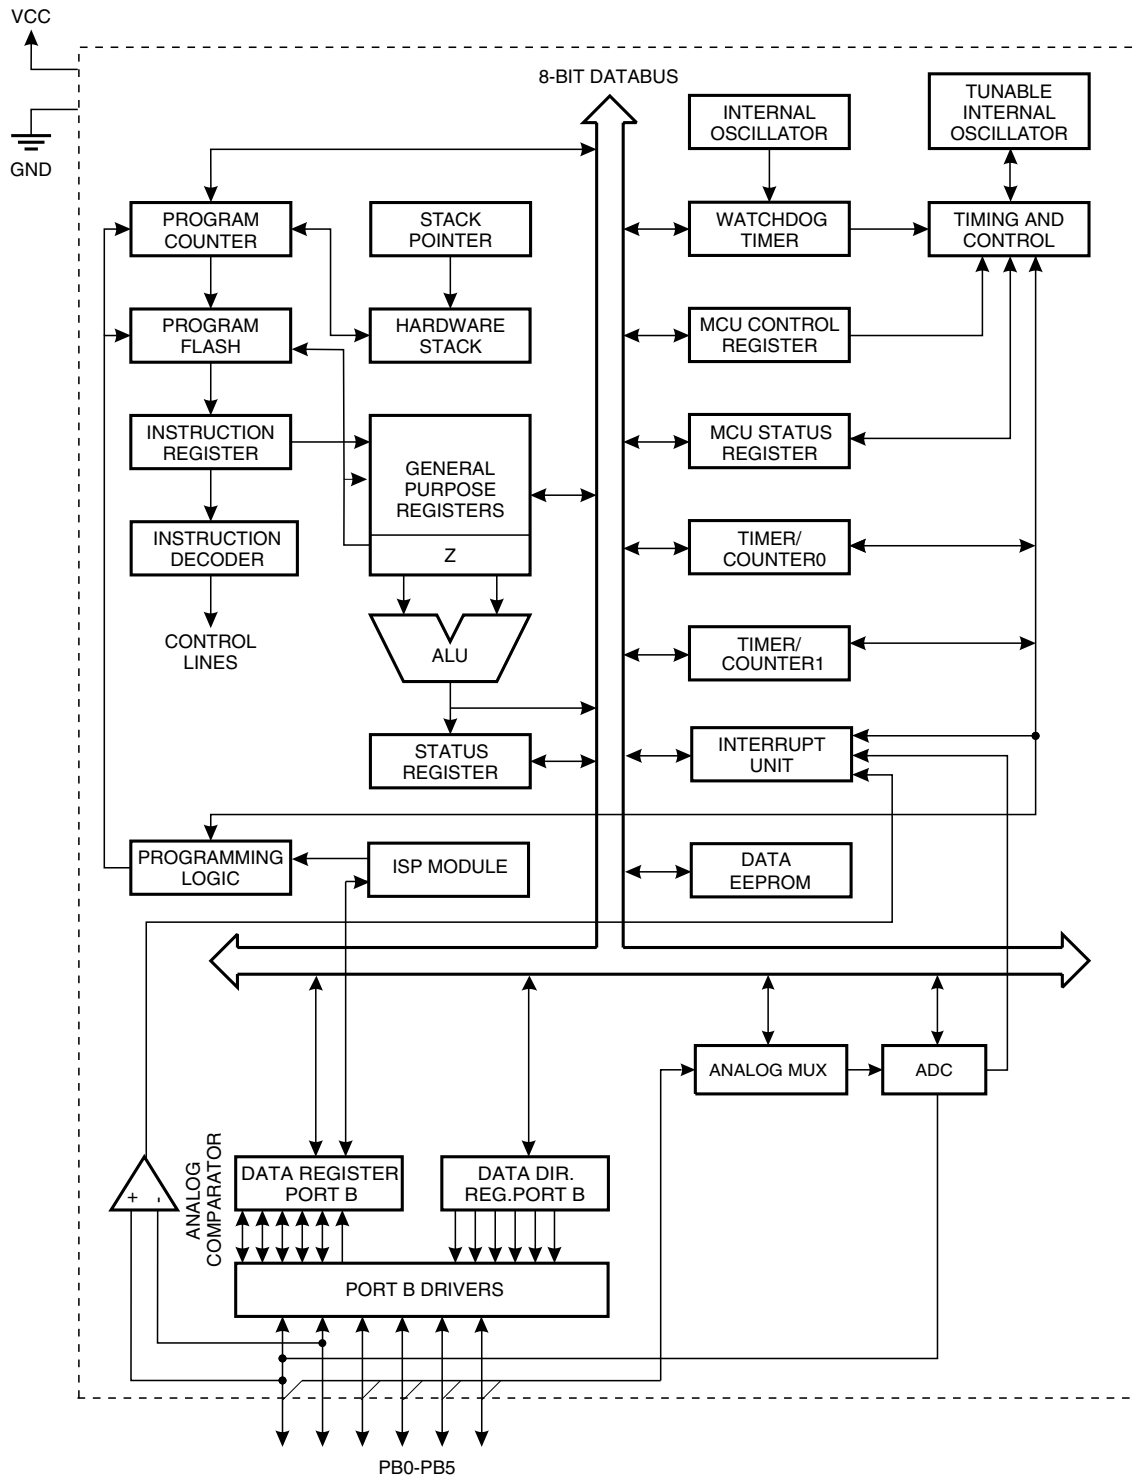 VCC
GND
8-BIT DATABUS
INTERNAL
OSCILLATOR
TUNABLE
INTERNAL
OSCILLATOR
PROGRAM
COUNTER
STACK
POINTER
WATCHDOG
TIMER
TIMING AND
CONTROL
PROGRAM
FLASH
HARDWARE
STACK
MCU CONTROL
REGISTER
INSTRUCTION
REGISTER
GENERAL
PURPOSE
REGISTERS
Z
MCU STATUS
REGISTER
INSTRUCTION
DECODER
TIMER/
COUNTER0
CONTROL
LINES
ALU
TIMER/
COUNTER1
STATUS
REGISTER
INTERRUPT
UNIT
PROGRAMMING
LOGIC
ISP MODULE
DATA
EEPROM
ANALOG MUX
ADC
+ -
ANALOG
COMPARATOR
DATA REGISTER
PORT B
DATA DIR.
REG.PORT B
PORT B DRIVERS
PB0-PB5